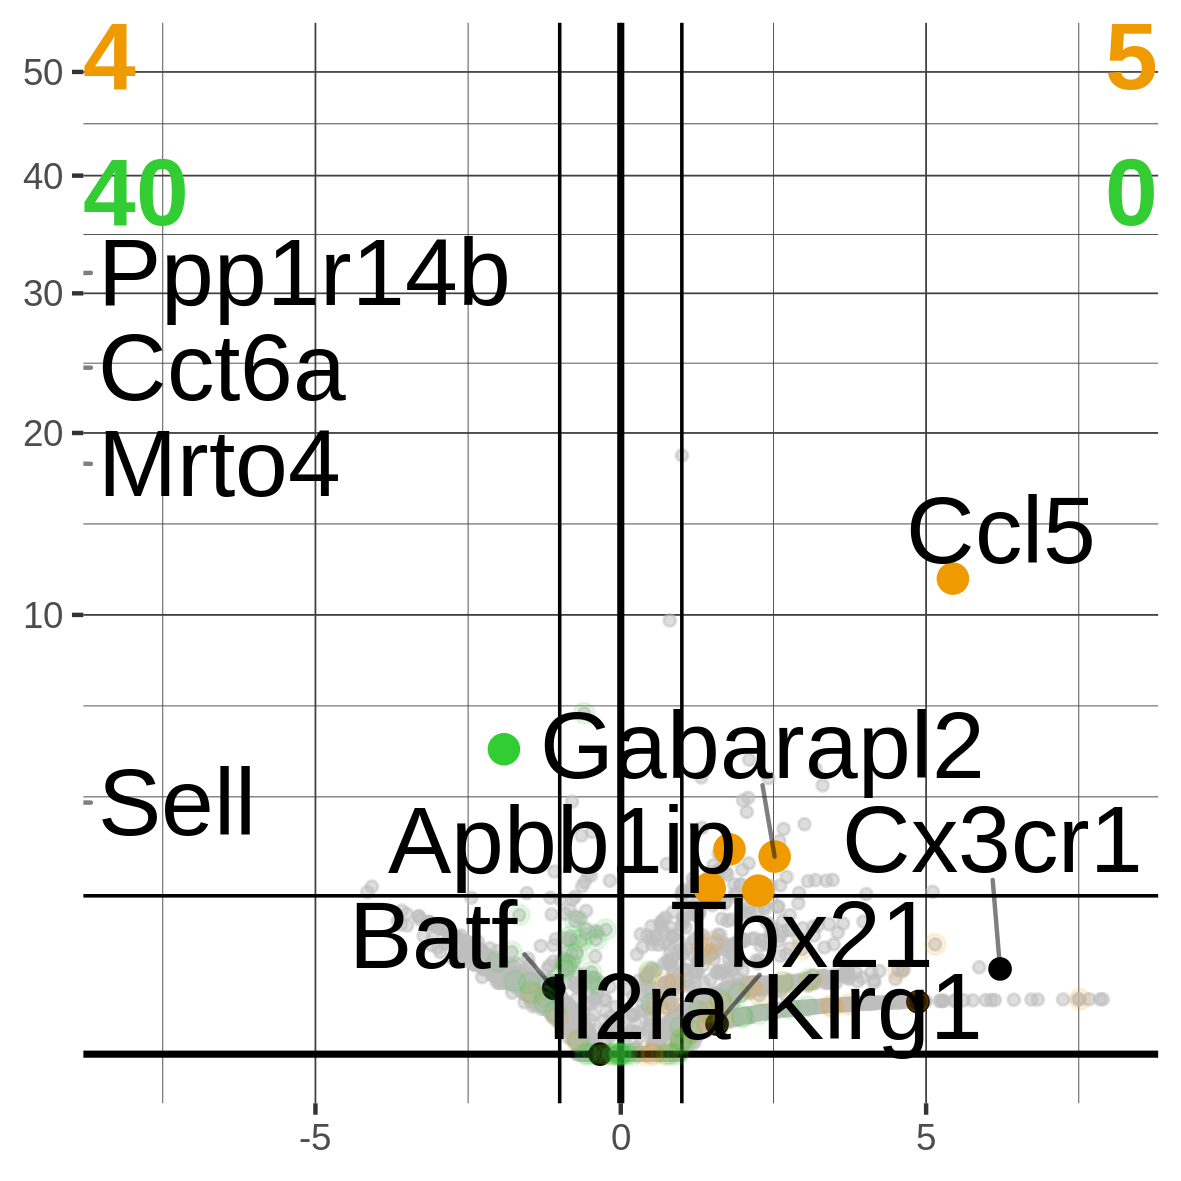 4 5
50
40 0
40
Ppp1r14b
30
Cct6a
20
Mrto4
Ccl5
10
Gabarapl2
Sell
Apbb1ip Cx3cr1
Batf Tbx21
Il2ra Klrg1
-5 0 5